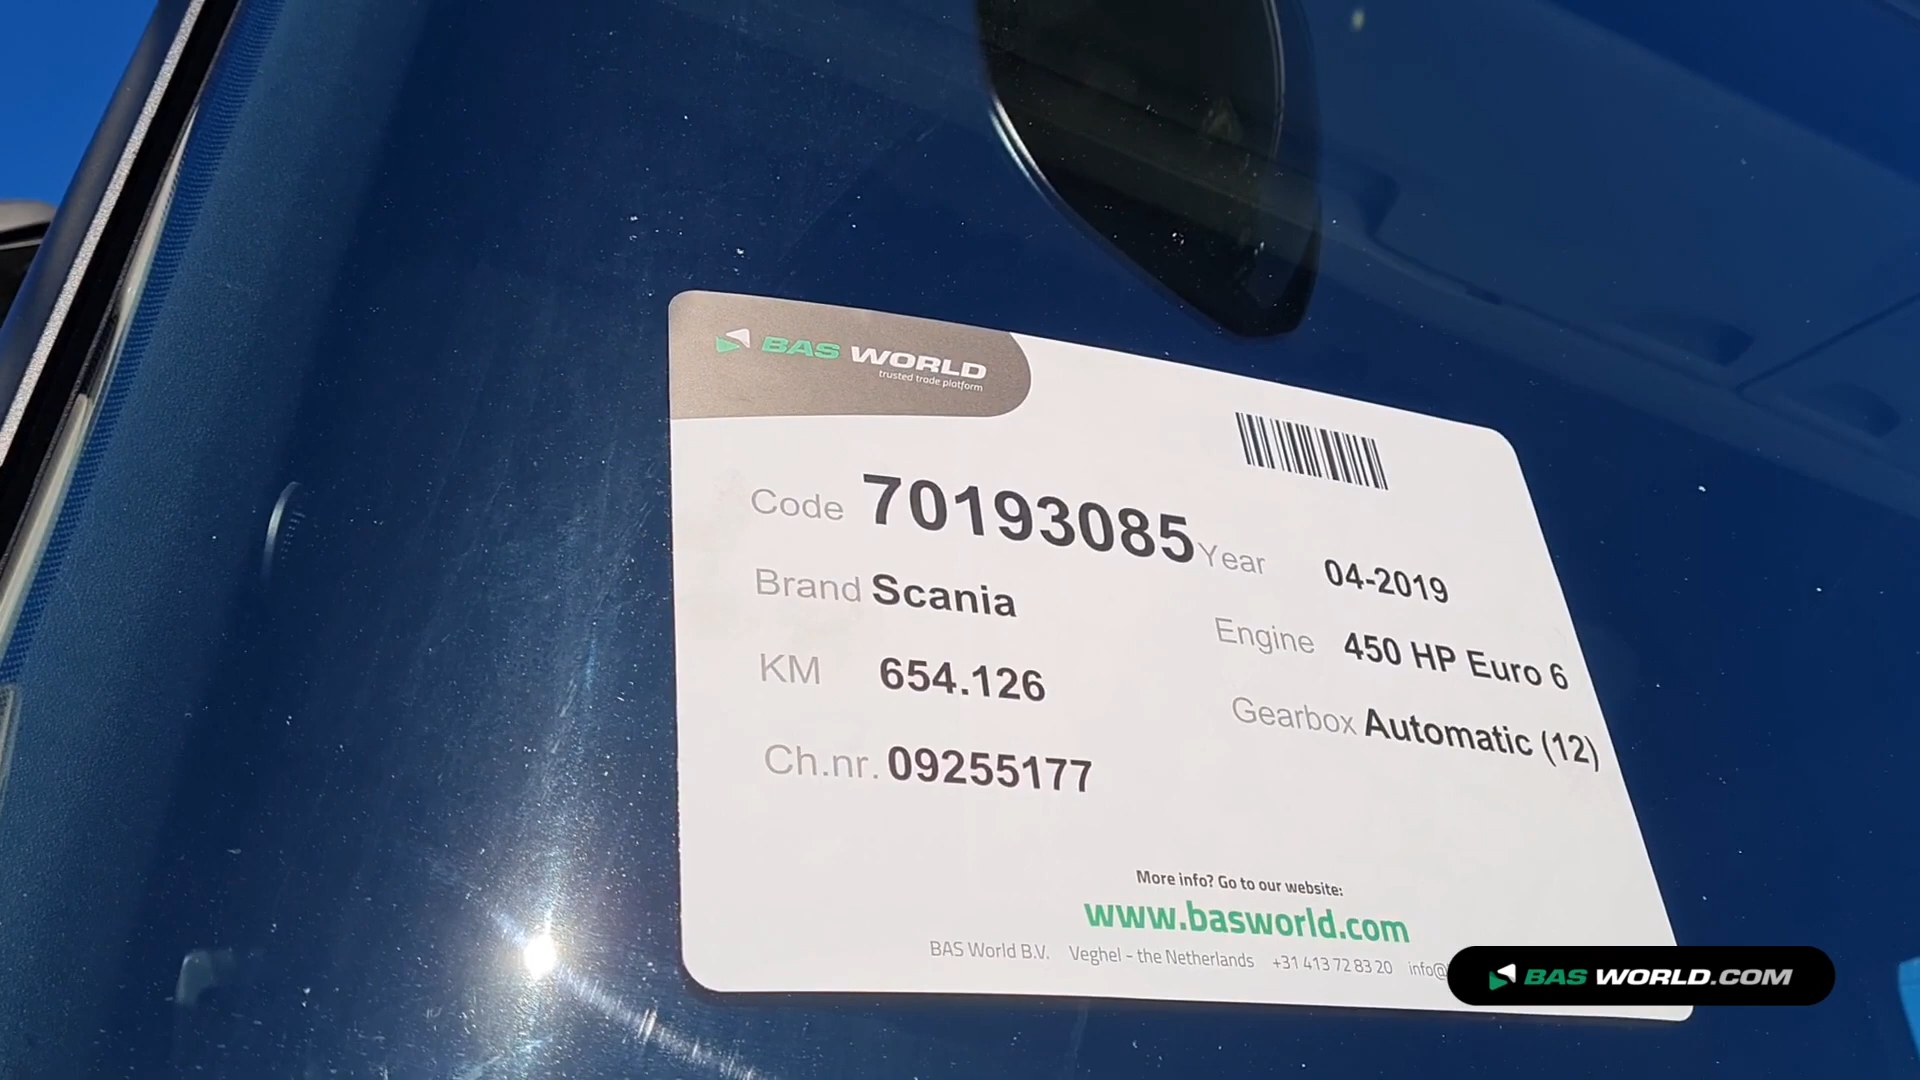 BAS WORLD
trusted trade platform
Code 70193085
Year 04-2019
Brand Scania
Engine 450 HP Euro 6
KM 654.126
Gearbox Automatic (12)
Ch.nr. 09255177
More info? Go to our website:
www.basworld.com
BAS World B.V. Veghel - the Netherlands +31 413 72 83 20 info@
BAS WORLD.COM